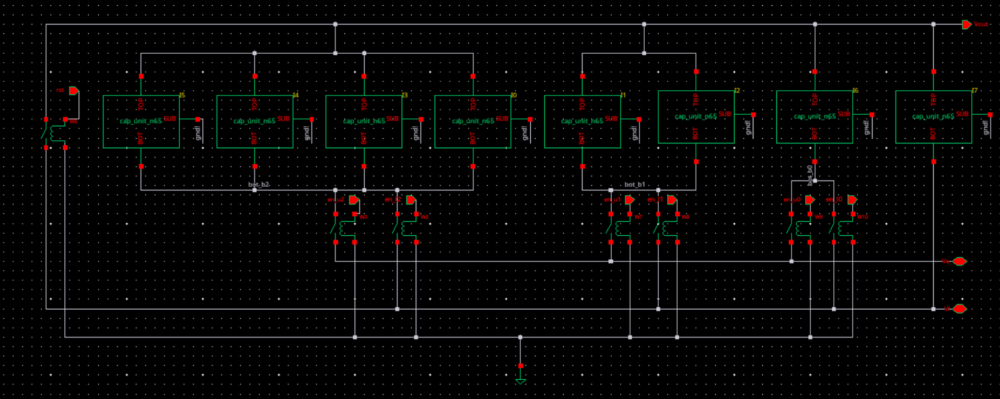 Vout
rst
I5
I4
I3
I0
I1
I2
I6
I7
TOP
TOP
TOP
TOP
TOP
TOP
TOP
TOP
cap_unit_n65
SUB
cap_unit_n65
SUB
cap_unit_n65
SUB
cap_unit_n65
SUB
cap_unit_n65
SUB
cap_unit_n65
SUB
cap_unit_n65
SUB
cap_unit_n65
SUB
gnd!
gnd!
gnd!
gnd!
gnd!
gnd!
gnd!
gnd!
BOT
BOT
BOT
BOT
BOT
BOT
BOT
BOT
bot_b2
bot_b1
bot_b0
en_u2
en_l2
en_u1
en_l1
en_u0
en_l0
W3
W7
W8
W9
W10
Vu
Vl